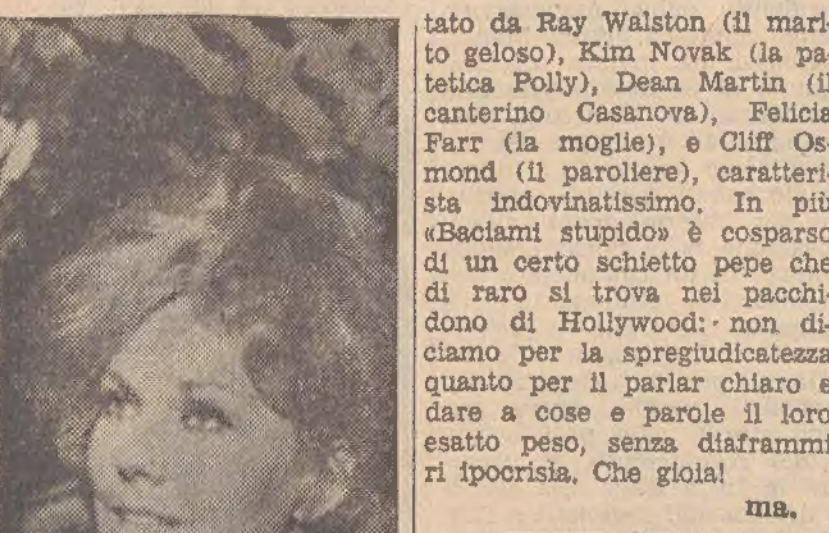 tato da Ray Walston (il mari-
to geloso), Kim Novak (la pa-
tetica Polly), Dean Martin (il
canterino Casanova), Felicia
Farr (la moglie), e Cliff Os-
mond (il paroliere), caratteri-
sta indovinatissimo. In più
«Baciami stupido» è cosparso
di un certo schietto pepe che
di raro si trova nei pacchi-
dono di Hollywood: non di-
ciamo per la spregiudicatezza
quanto per il parlar chiaro e
dare a cose e parole il loro
esatto peso, senza diaframmi
ri ipocrisia. Che gioia!
ma.